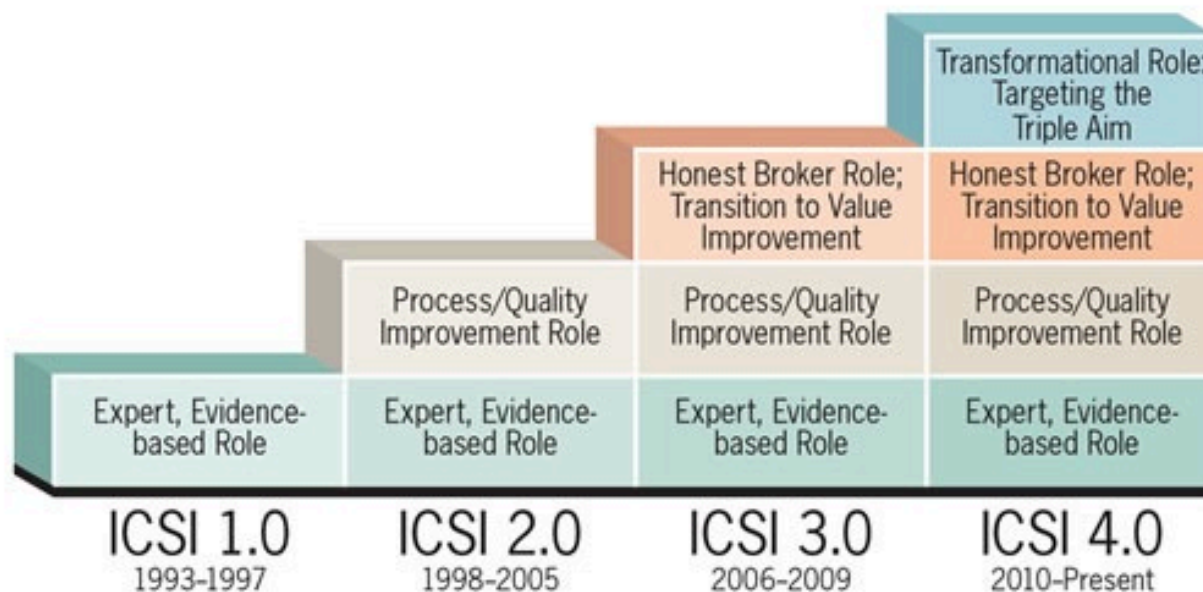 Transformational Role;
Targeting the
Triple Aim
Honest Broker Role;
Transition to Value
Improvement
Honest Broker Role;
Transition to Value
Improvement
Process/Quality
Improvement Role
Process/Quality
Improvement Role
Process/Quality
Improvement Role
Expert, Evidence-
based Role
Expert, Evidence-
based Role
Expert, Evidence-
based Role
Expert, Evidence-
based Role
ICSI 1.0
1993–1997
ICSI 2.0
1998–2005
ICSI 3.0
2006–2009
ICSI 4.0
2010–Present